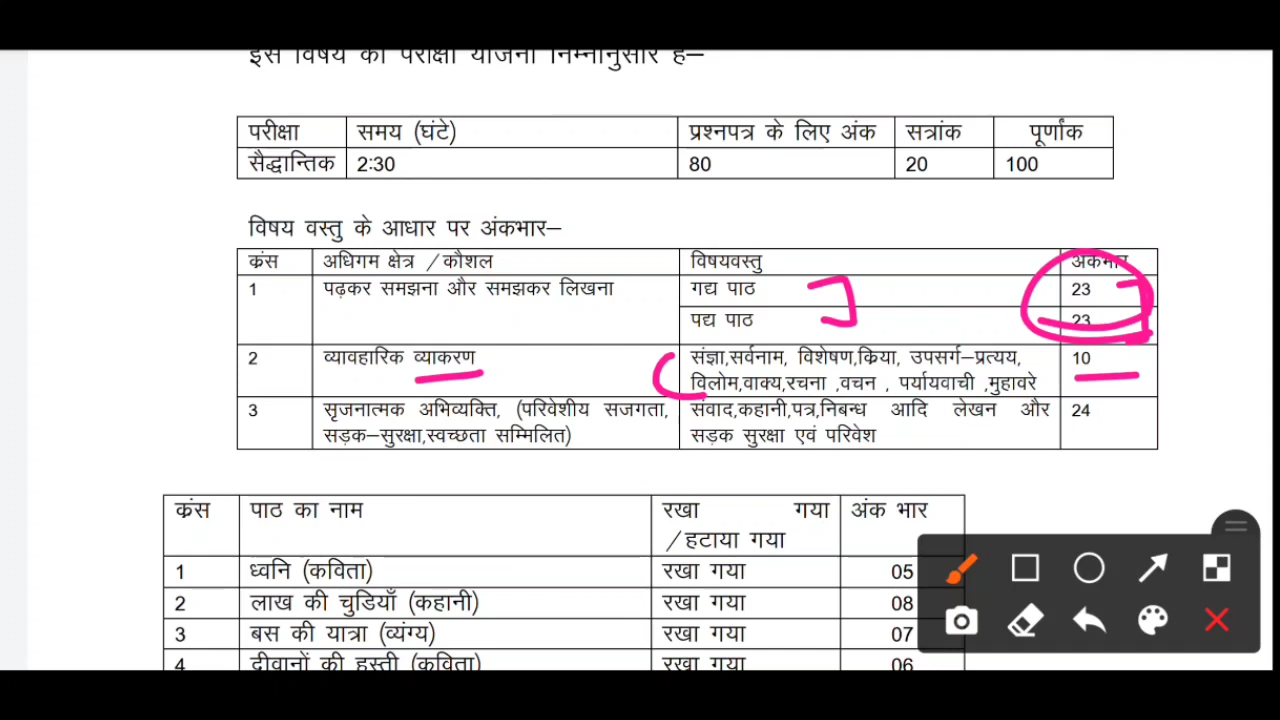 इस विषय की परीक्षा योजना निम्नानुसार है–
परीक्षा समय (घंटे) प्रश्नपत्र के लिए अंक सत्रांक पूर्णांक
सैद्धान्तिक 2:30 80 20 100
विषय वस्तु के आधार पर अंकभार–
क्रंस अधिगम क्षेत्र /कौशल विषयवस्तु अंकभार
1 पढ़कर समझना और समझकर लिखना गद्य पाठ 23
पद्य पाठ 23
2 व्यावहारिक व्याकरण संज्ञा,सर्वनाम, विशेषण,क्रिया, उपसर्ग–प्रत्यय, 10
विलोम,वाक्य,रचना ,वचन , पर्यायवाची ,मुहावरे
3 सृजनात्मक अभिव्यक्ति, (परिवेशीय सजगता, संवाद,कहानी,पत्र,निबन्ध आदि लेखन और 24
सड़क–सुरक्षा,स्वच्छता सम्मिलित) सड़क सुरक्षा एवं परिवेश
क्रंस पाठ का नाम रखा गया अंक भार
/हटाया गया
1 ध्वनि (कविता) रखा गया 05
2 लाख की चुडियाँ (कहानी) रखा गया 08
3 बस की यात्रा (व्यंग्य) रखा गया 07
4 दीवानों की हस्ती (कविता) रखा गया 06